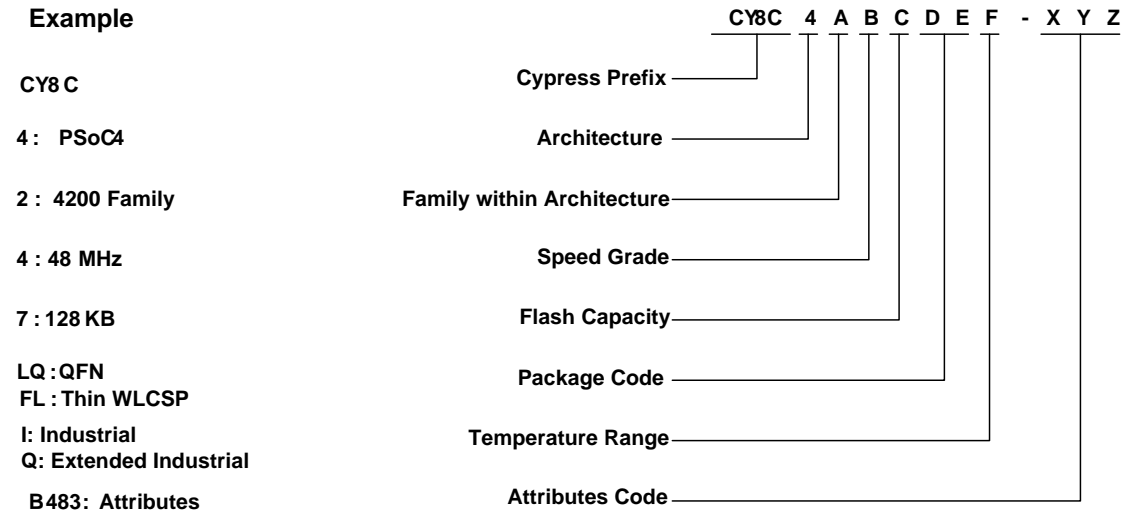 Example CY8C 4 A B C D E F - X Y Z
CY8 C Cypress Prefix
4 : PSoC4 Architecture
2 : 4200 Family Family within Architecture
4 : 48 MHz Speed Grade
7 : 128 KB Flash Capacity
LQ : QFN Package Code
FL : Thin WLCSP
I: Industrial Temperature Range
Q: Extended Industrial
B483: Attributes Attributes Code